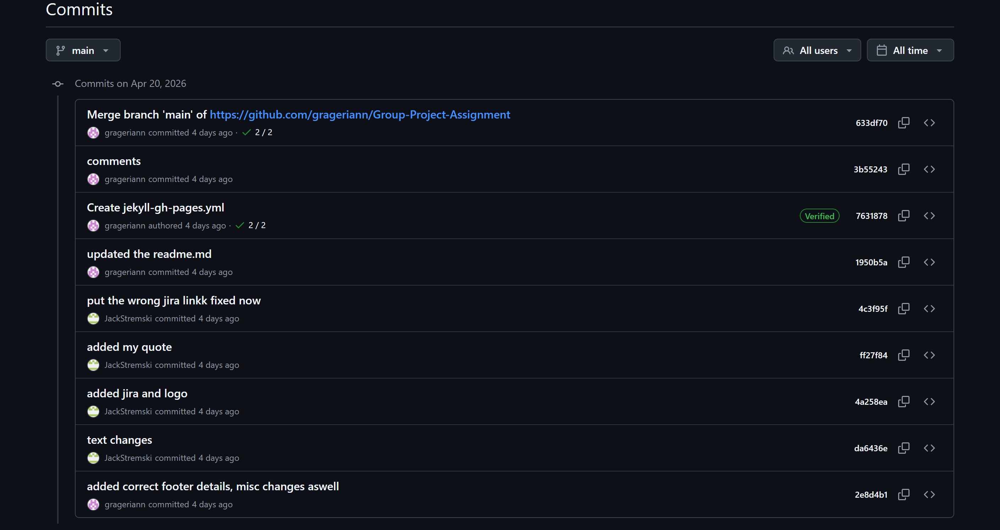 Commits
main
All users
All time
Commits on Apr 20, 2026
Merge branch 'main' of https://github.com/grageriann/Group-Project-Assignment
633df70
grageriann committed 4 days ago · 2 / 2
comments
3b55243
grageriann committed 4 days ago
Create jekyll-gh-pages.yml
Verified
7631878
grageriann authored 4 days ago · 2 / 2
updated the readme.md
1950b5a
grageriann committed 4 days ago
put the wrong jira linkk fixed now
4c3f95f
JackStremski committed 4 days ago
added my quote
ff27f84
JackStremski committed 4 days ago
added jira and logo
4a258ea
JackStremski committed 4 days ago
text changes
da6436e
JackStremski committed 4 days ago
added correct footer details, misc changes aswell
2e8d4b1
grageriann committed 4 days ago